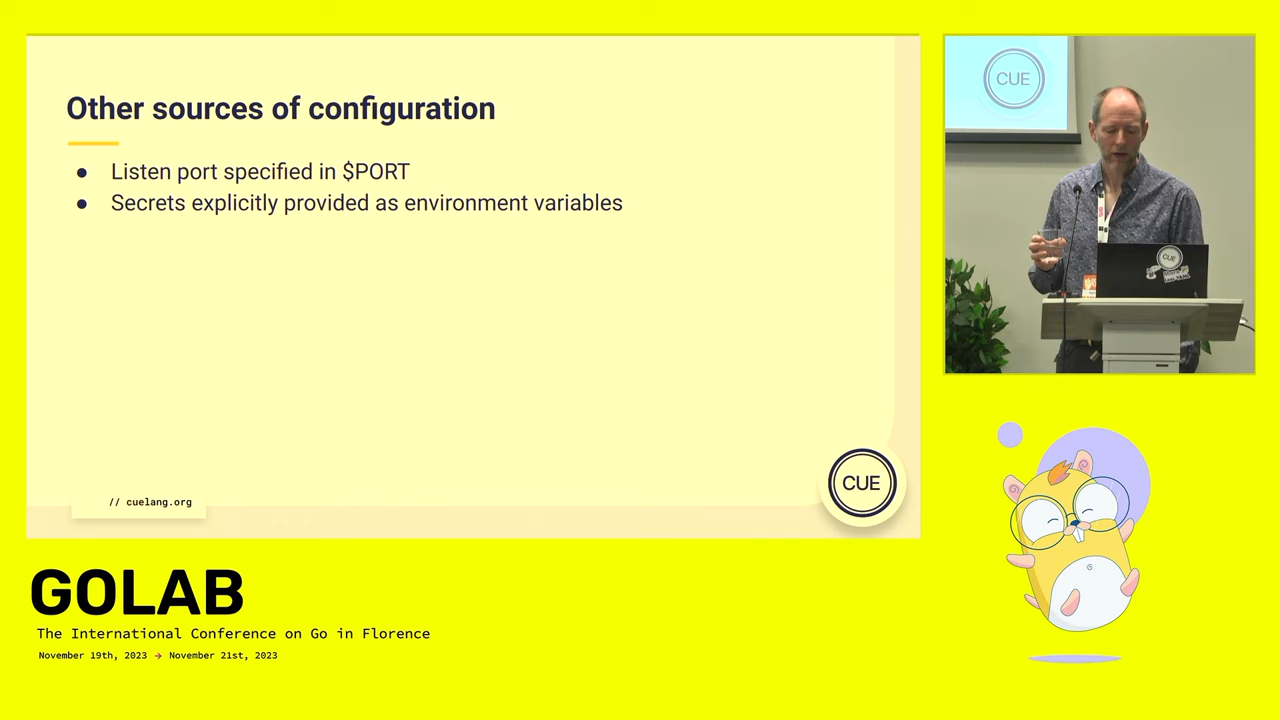 Other sources of configuration
● Listen port specified in $PORT
● Secrets explicitly provided as environment variables
// cuelang.org
CUE
GOLAB
The International Conference on Go in Florence
November 19th, 2023 → November 21st, 2023
CUE
CUE